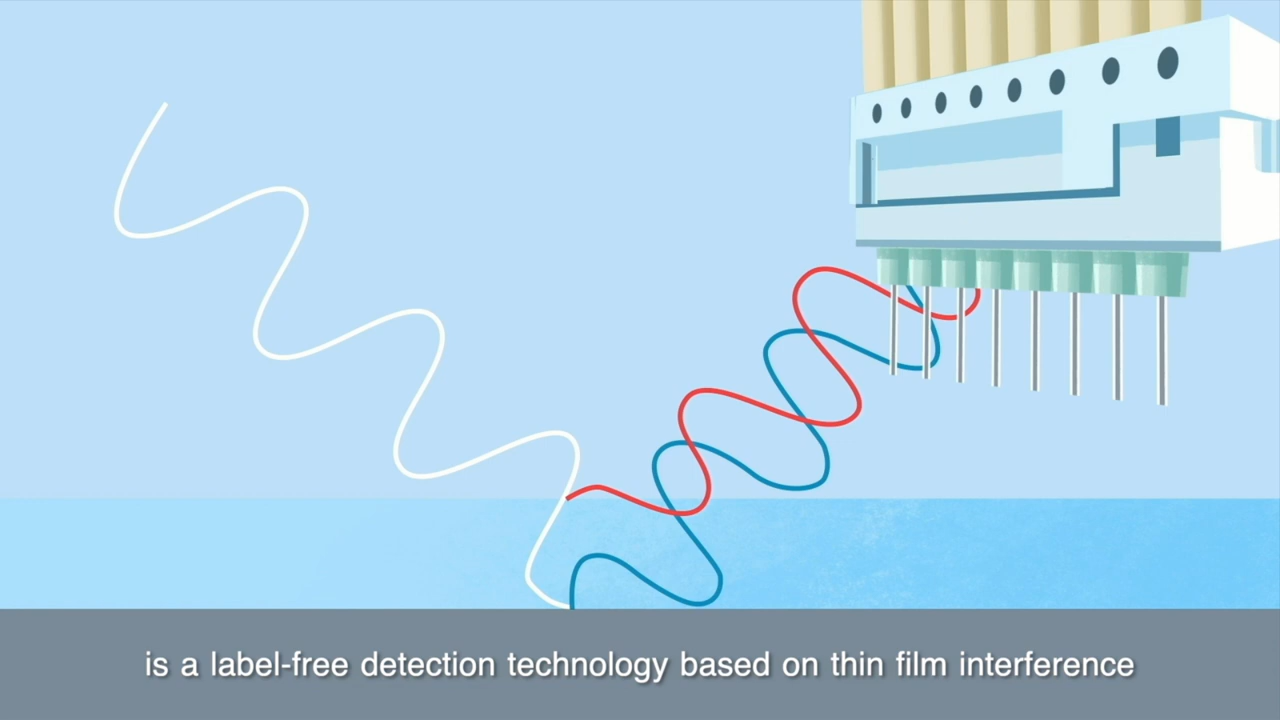 is a label-free detection technology based on thin film interference